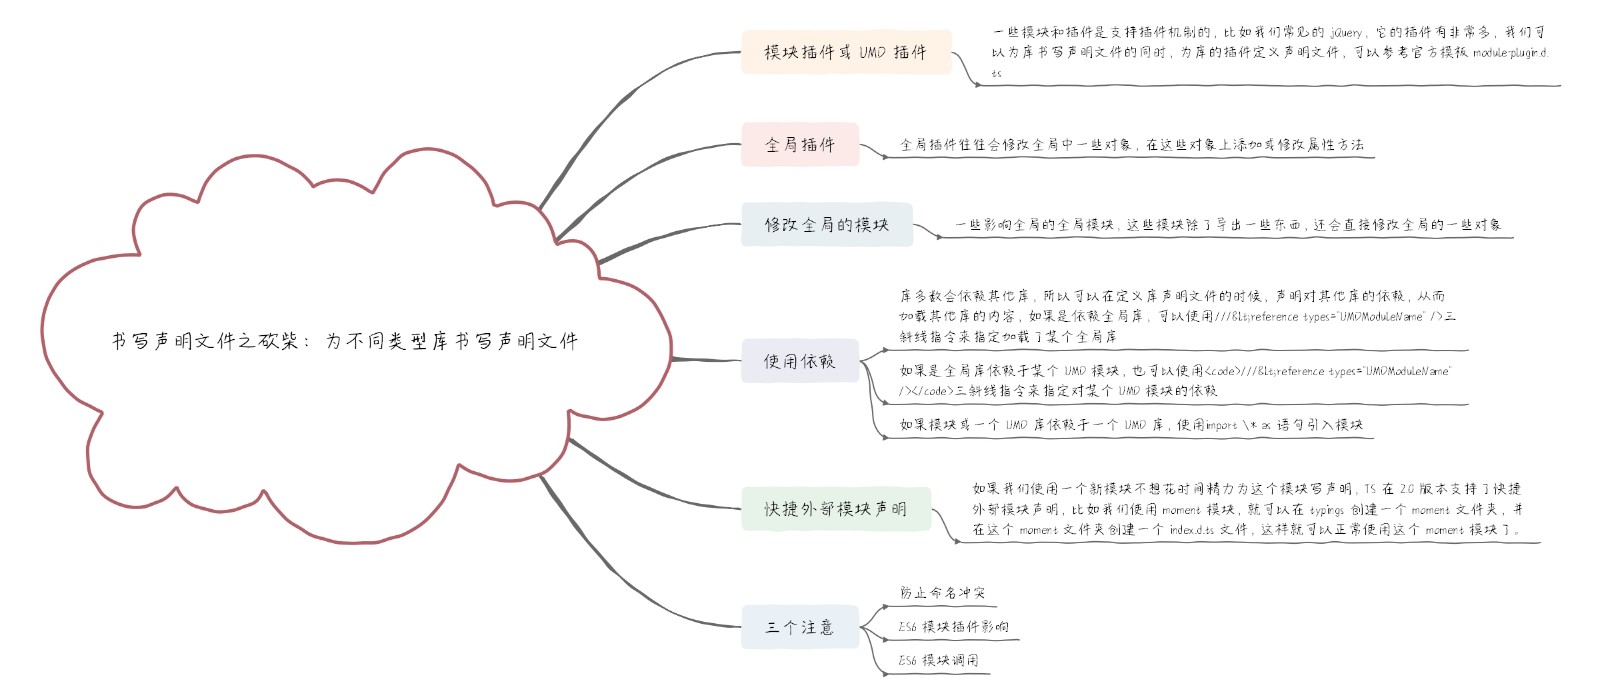 书写声明文件之砍柴：为不同类型库书写声明文件
模块插件或 UMD 插件
一些模块和插件是支持插件机制的，比如我们常见的 jQuery，它的插件有非常多，我们可
以为库书写声明文件的同时，为库的插件定义声明文件，可以参考官方模板 module-plugin.d.
ts
全局插件
全局插件往往会修改全局中一些对象，在这些对象上添加或修改属性方法
修改全局的模块
一些影响全局的全局模块，这些模块除了导出一些东西，还会直接修改全局的一些对象
使用依赖
库多数会依赖其他库，所以可以在定义库声明文件的时候，声明对其他库的依赖，从而
加载其他库的内容，如果是依赖全局库，可以使用///&lt;reference types="UMDModuleName" />三
斜线指令来指定加载了某个全局库
如果是全局库依赖于某个 UMD 模块，也可以使用<code>///&lt;reference types="UMDModuleName"
/></code>三斜线指令来指定对某个 UMD 模块的依赖
如果模块或一个 UMD 库依赖于一个 UMD 库，使用import \* as 语句引入模块
快捷外部模块声明
如果我们使用一个新模块不想花时间精力为这个模块写声明，TS 在 2.0 版本支持了快捷
外部模块声明，比如我们使用 moment 模块，就可以在 typings 创建一个 moment 文件夹，并
在这个 moment 文件夹创建一个 index.d.ts 文件，这样就可以正常使用这个 moment 模块了。
三个注意
防止命名冲突
ES6 模块插件影响
ES6 模块调用